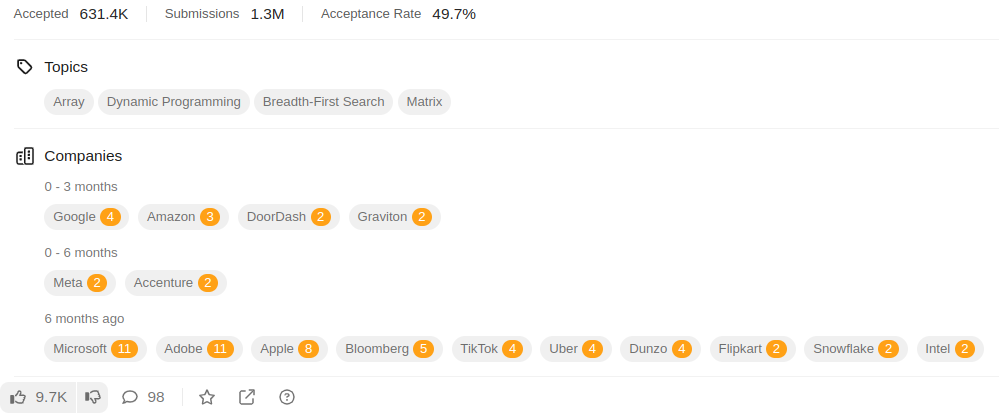 Accepted 631.4K Submissions 1.3M Acceptance Rate 49.7%
Topics
Array Dynamic Programming Breadth-First Search Matrix
Companies
0 - 3 months
Google 4 Amazon 3 DoorDash 2 Graviton 2
0 - 6 months
Meta 2 Accenture 2
6 months ago
Microsoft 11 Adobe 11 Apple 8 Bloomberg 5 TikTok 4 Uber 4 Dunzo 4 Flipkart 2 Snowflake 2 Intel 2
9.7K 98